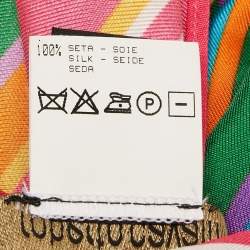 100% SETA - SOIE
SILK - SEIDE
SEDA
P